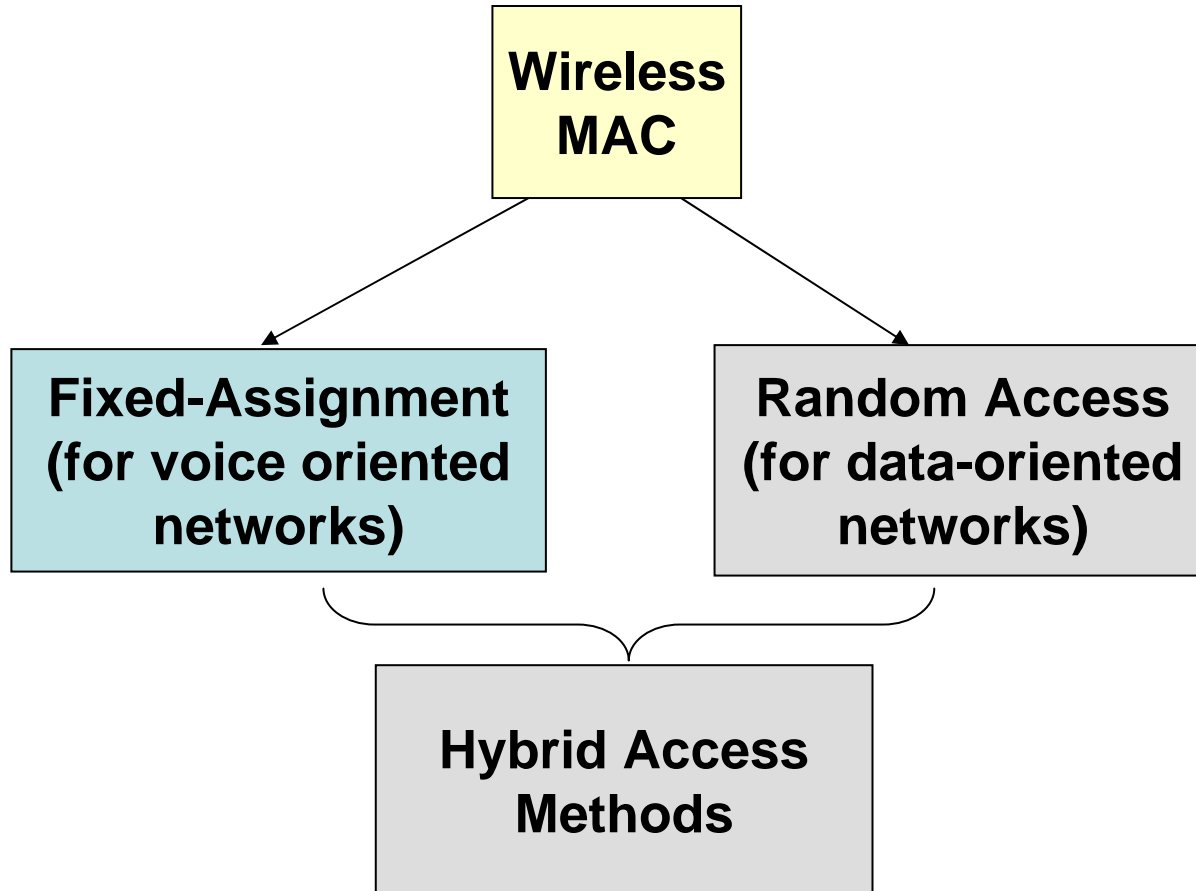 Wireless
MAC
Fixed-Assignment
(for voice oriented
networks)
Random Access
(for data-oriented
networks)
Hybrid Access
Methods